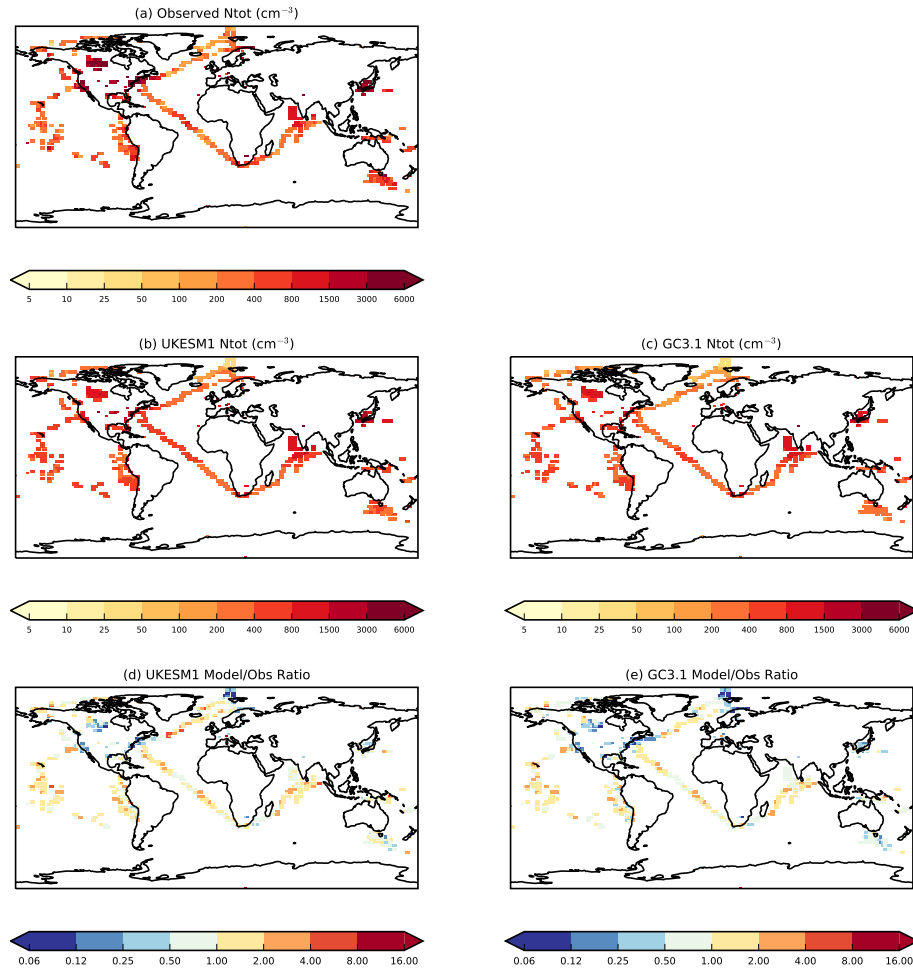 (a) Observed Ntot (cm⁻³)
5 10 25 50 100 200 400 800 1500 3000 6000
(b) UKESM1 Ntot (cm⁻³)
(c) GC3.1 Ntot (cm⁻³)
5 10 25 50 100 200 400 800 1500 3000 6000
5 10 25 50 100 200 400 800 1500 3000 6000
(d) UKESM1 Model/Obs Ratio
(e) GC3.1 Model/Obs Ratio
0.06 0.12 0.25 0.50 1.00 2.00 4.00 8.00 16.00
0.06 0.12 0.25 0.50 1.00 2.00 4.00 8.00 16.00